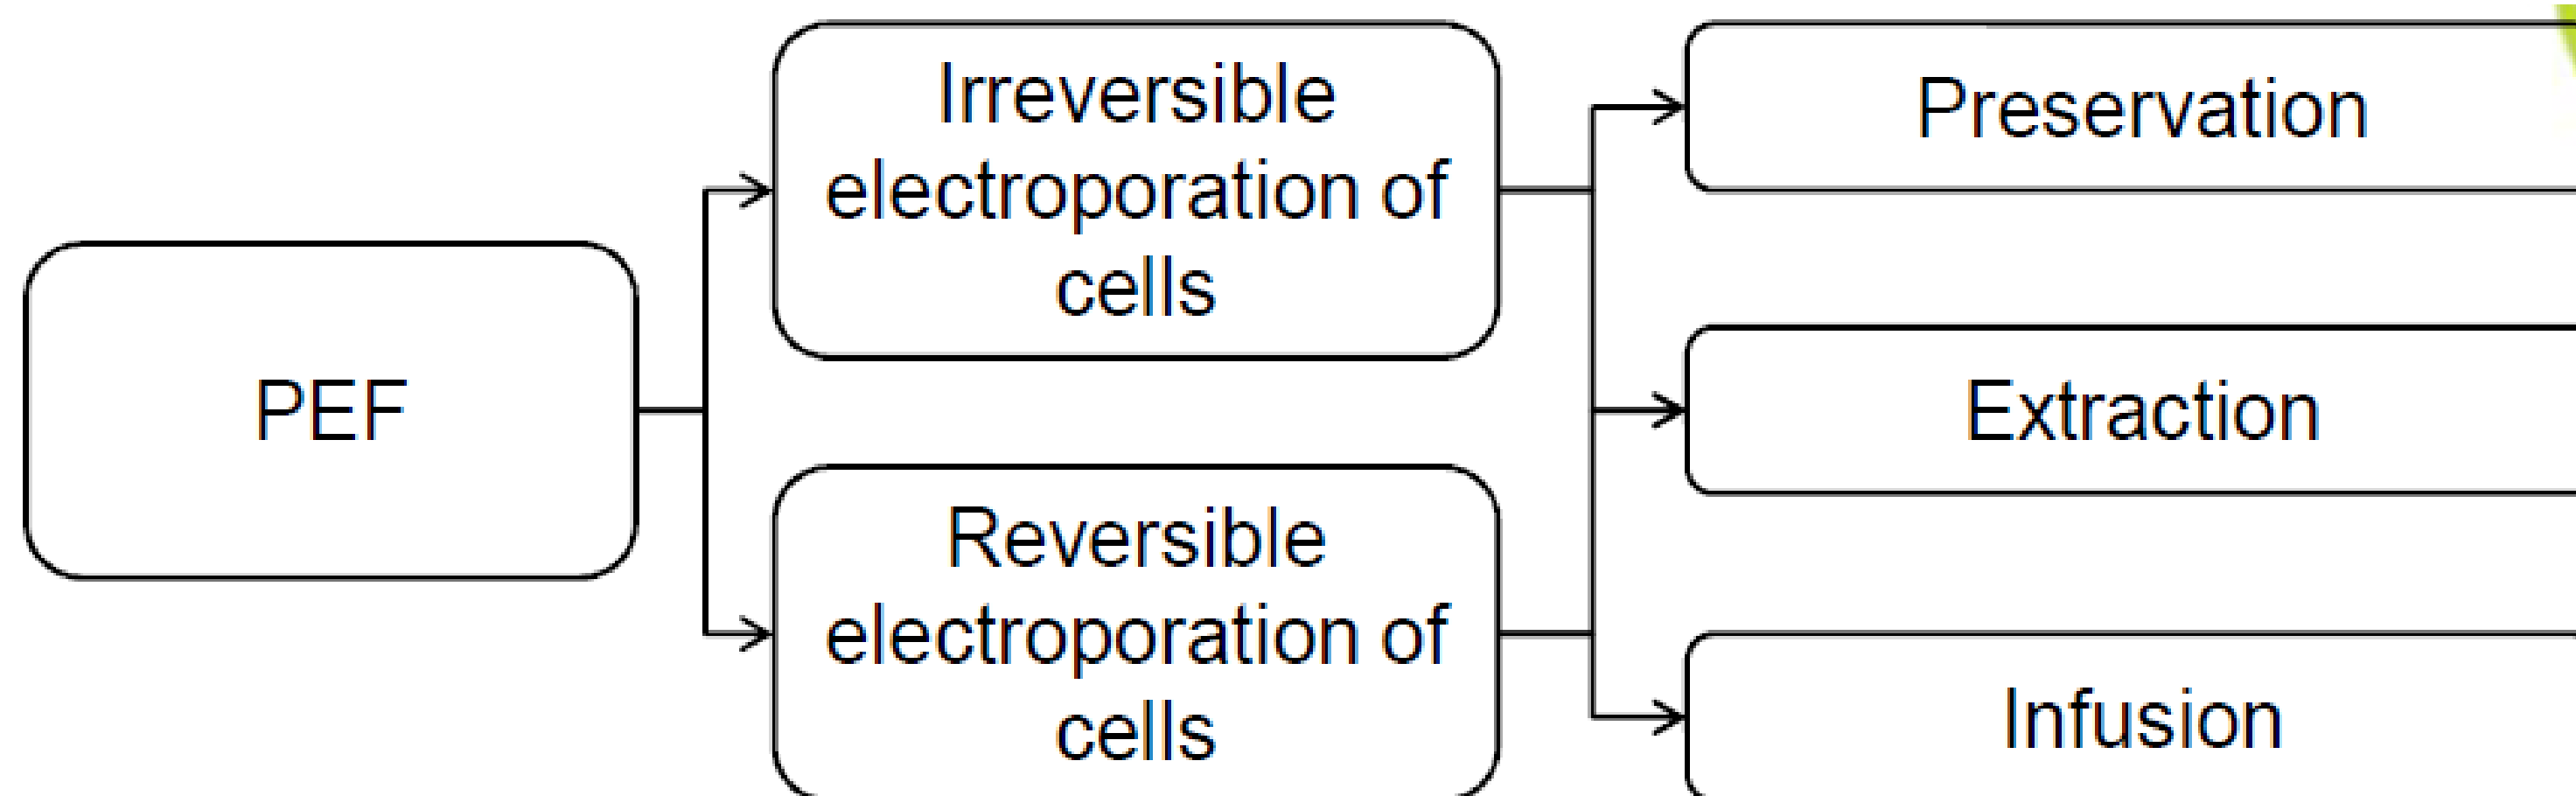 PEF
Irreversible
electroporation of
cells
Reversible
electroporation of
cells
Preservation
Extraction
Infusion